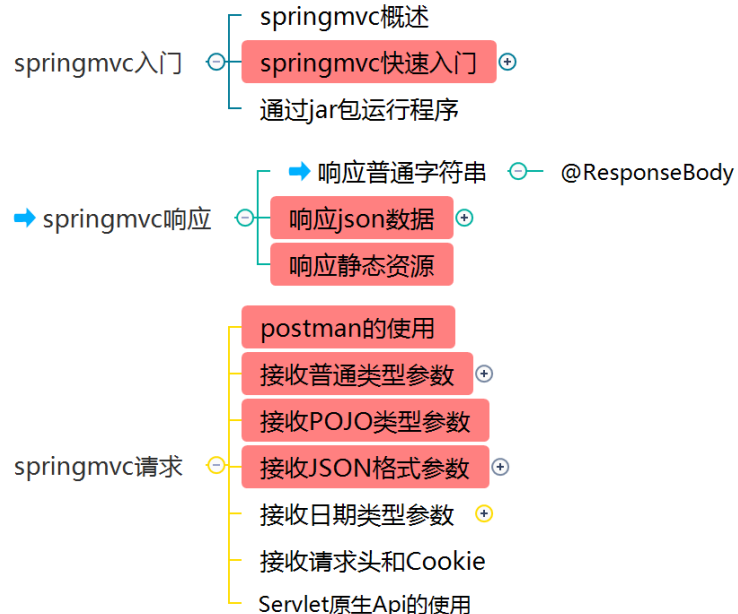 springmvc概述
springmvc入门
springmvc快速入门
通过jar包运行程序
响应普通字符串
@ResponseBody
springmvc响应
响应json数据
响应静态资源
postman的使用
接收普通类型参数
接收POJO类型参数
springmvc请求
接收JSON格式参数
接收日期类型参数
接收请求头和Cookie
Servlet原生Api的使用